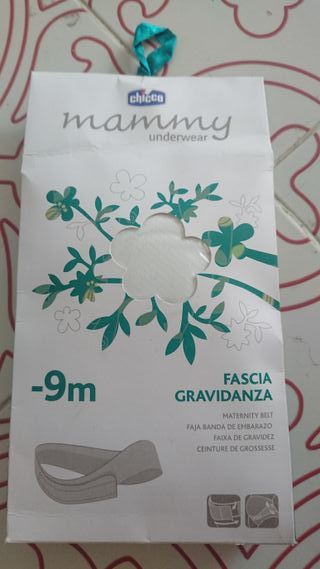 chicco
mammy
underwear
-9m
FASCIA
GRAVIDANZA
MATERNITY BELT
FAJA BANDA DE EMBARAZO
FAIXA DE GRAVIDEZ
CEINTURE DE GROSSESSE